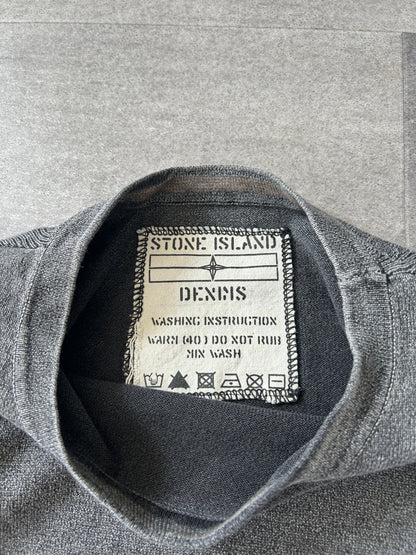 STONE ISLAND
DENIMS
WASHING INSTRUCTION
WARM (40) DO NOT RUB
MIX WASH